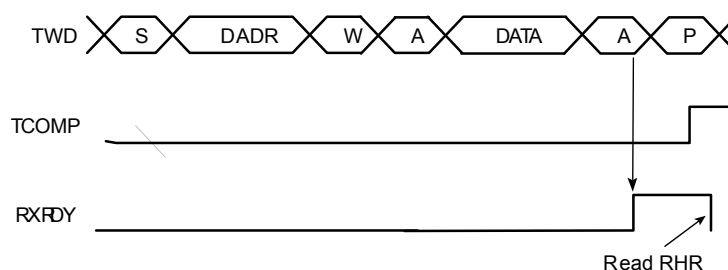 TWD S DADR W A DATA A P
TCOMP
RXRDY
Read RHR